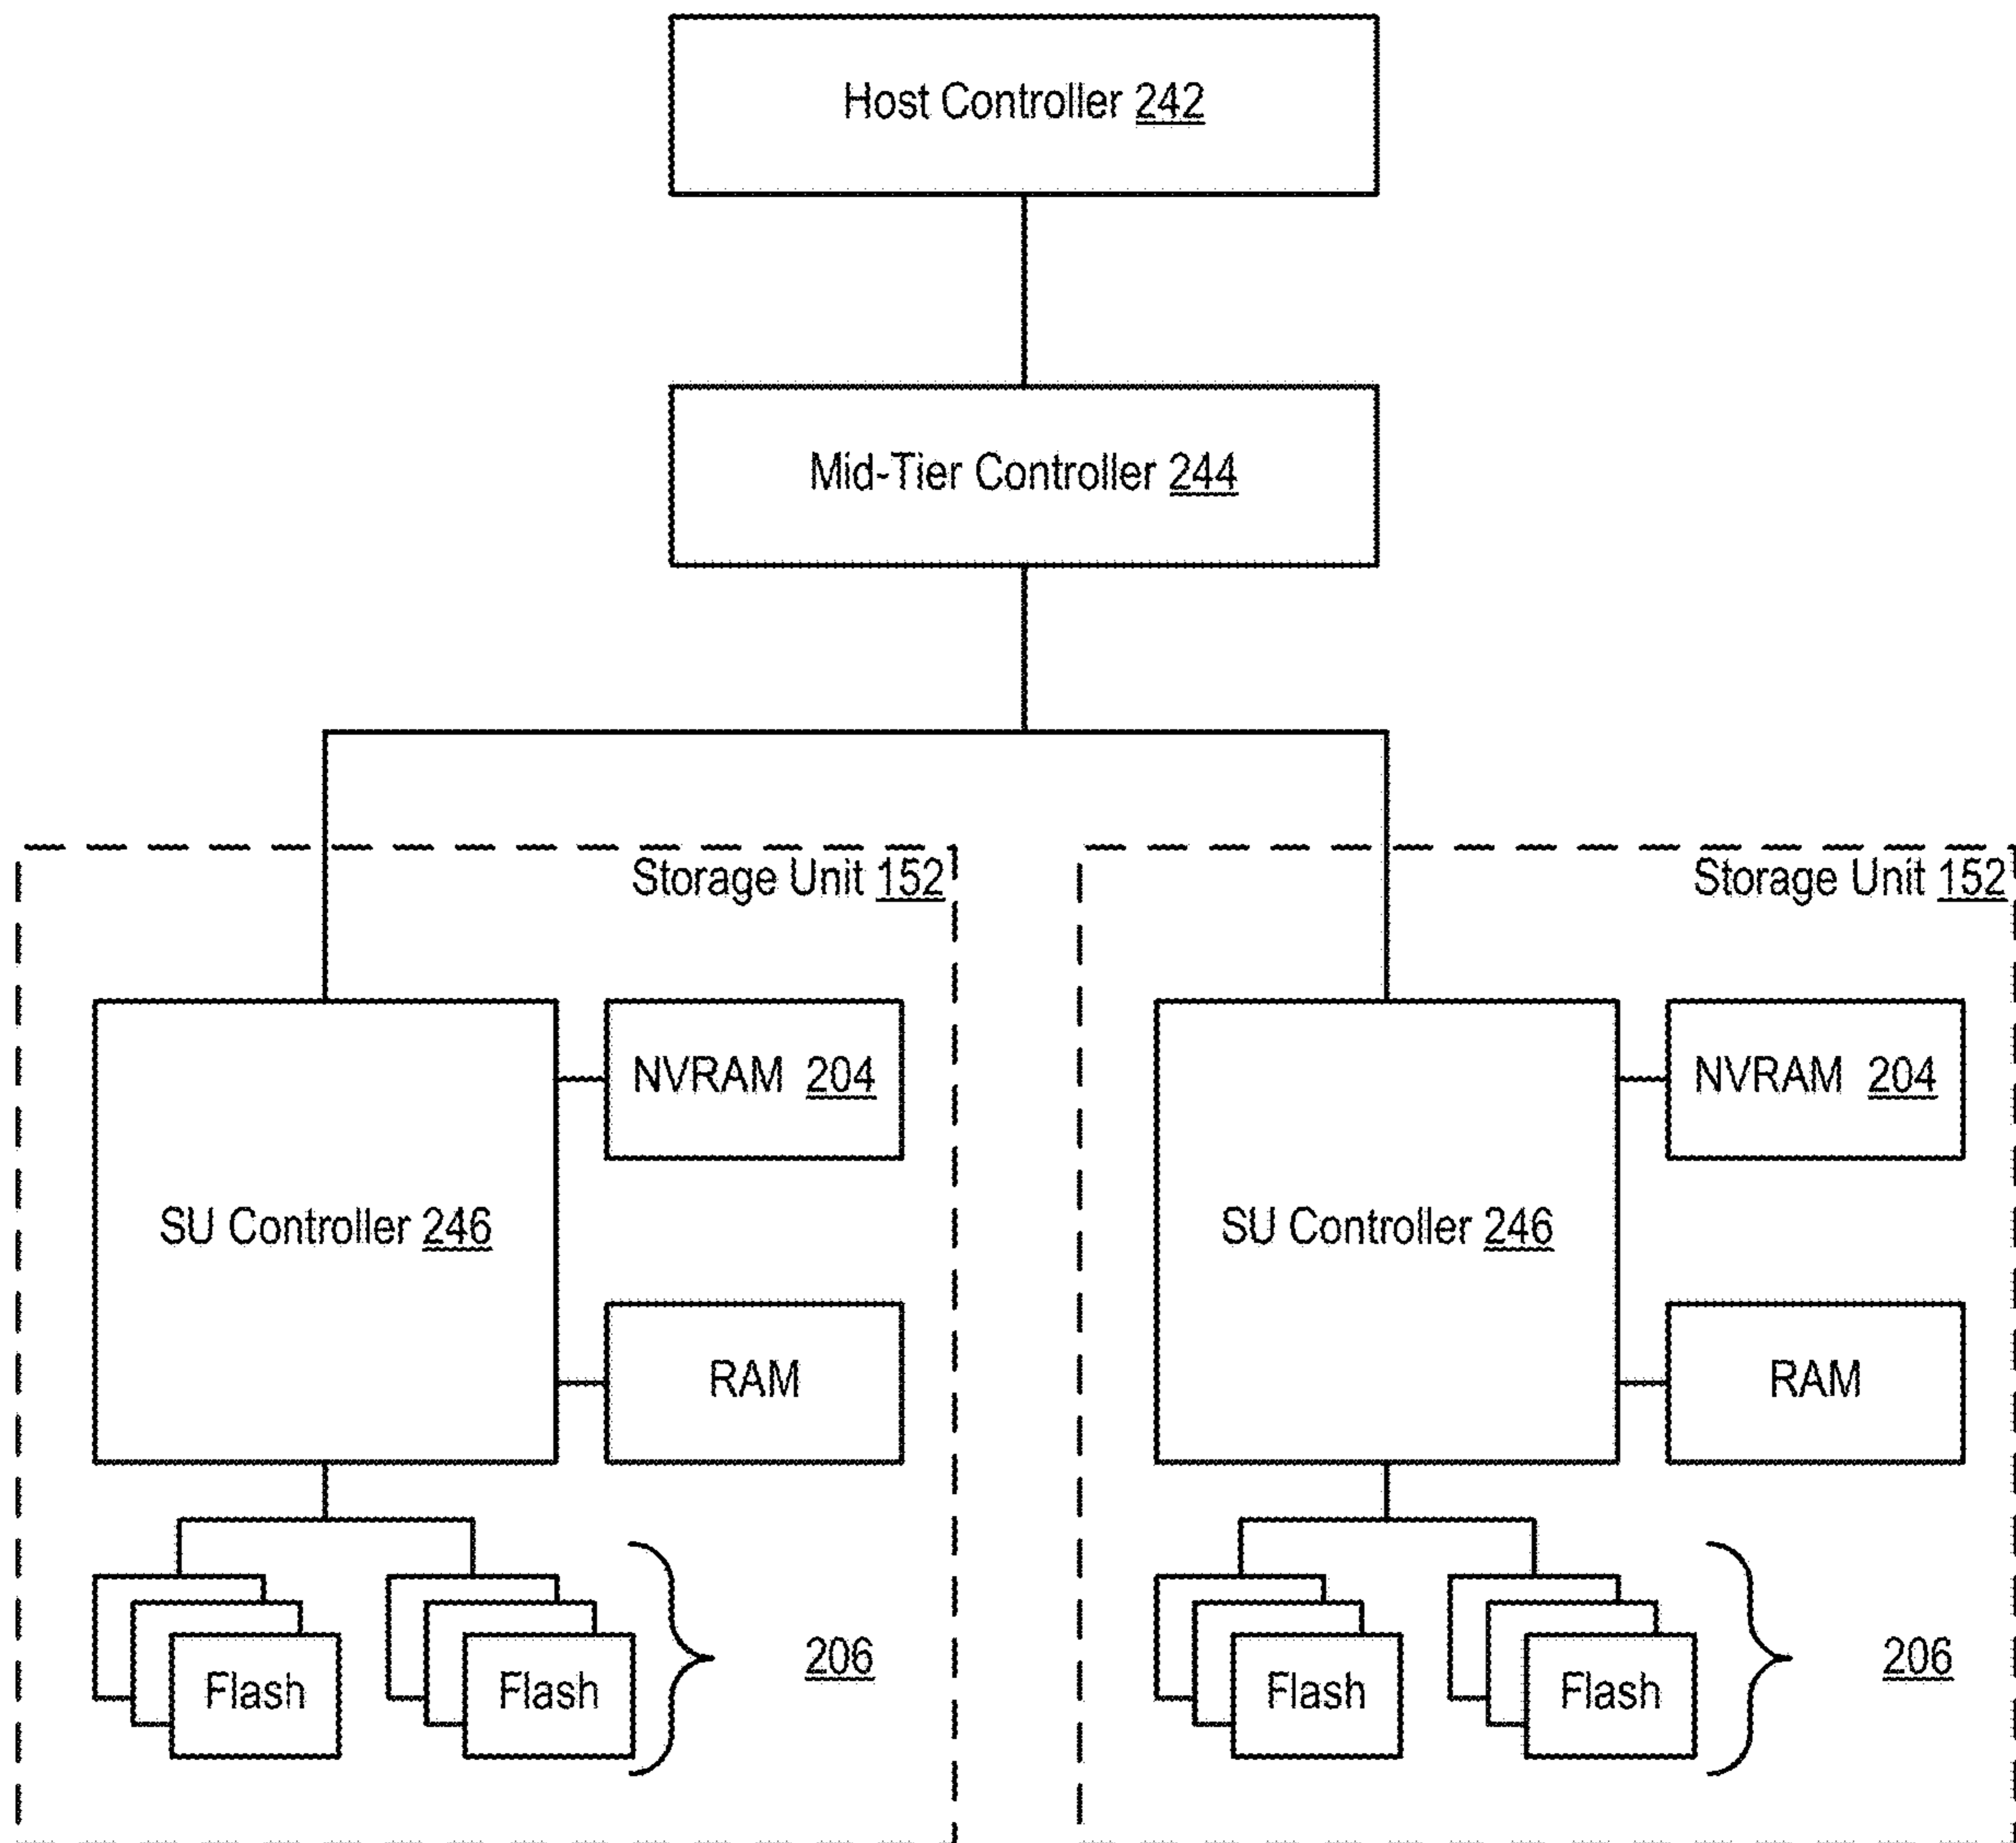 Host Controller 242
Mid-Tier Controller 244
Storage Unit 152
NVRAM 204
SU Controller 246
RAM
Flash
Flash
206
Storage Unit 152
NVRAM 204
SU Controller 246
RAM
Flash
Flash
206